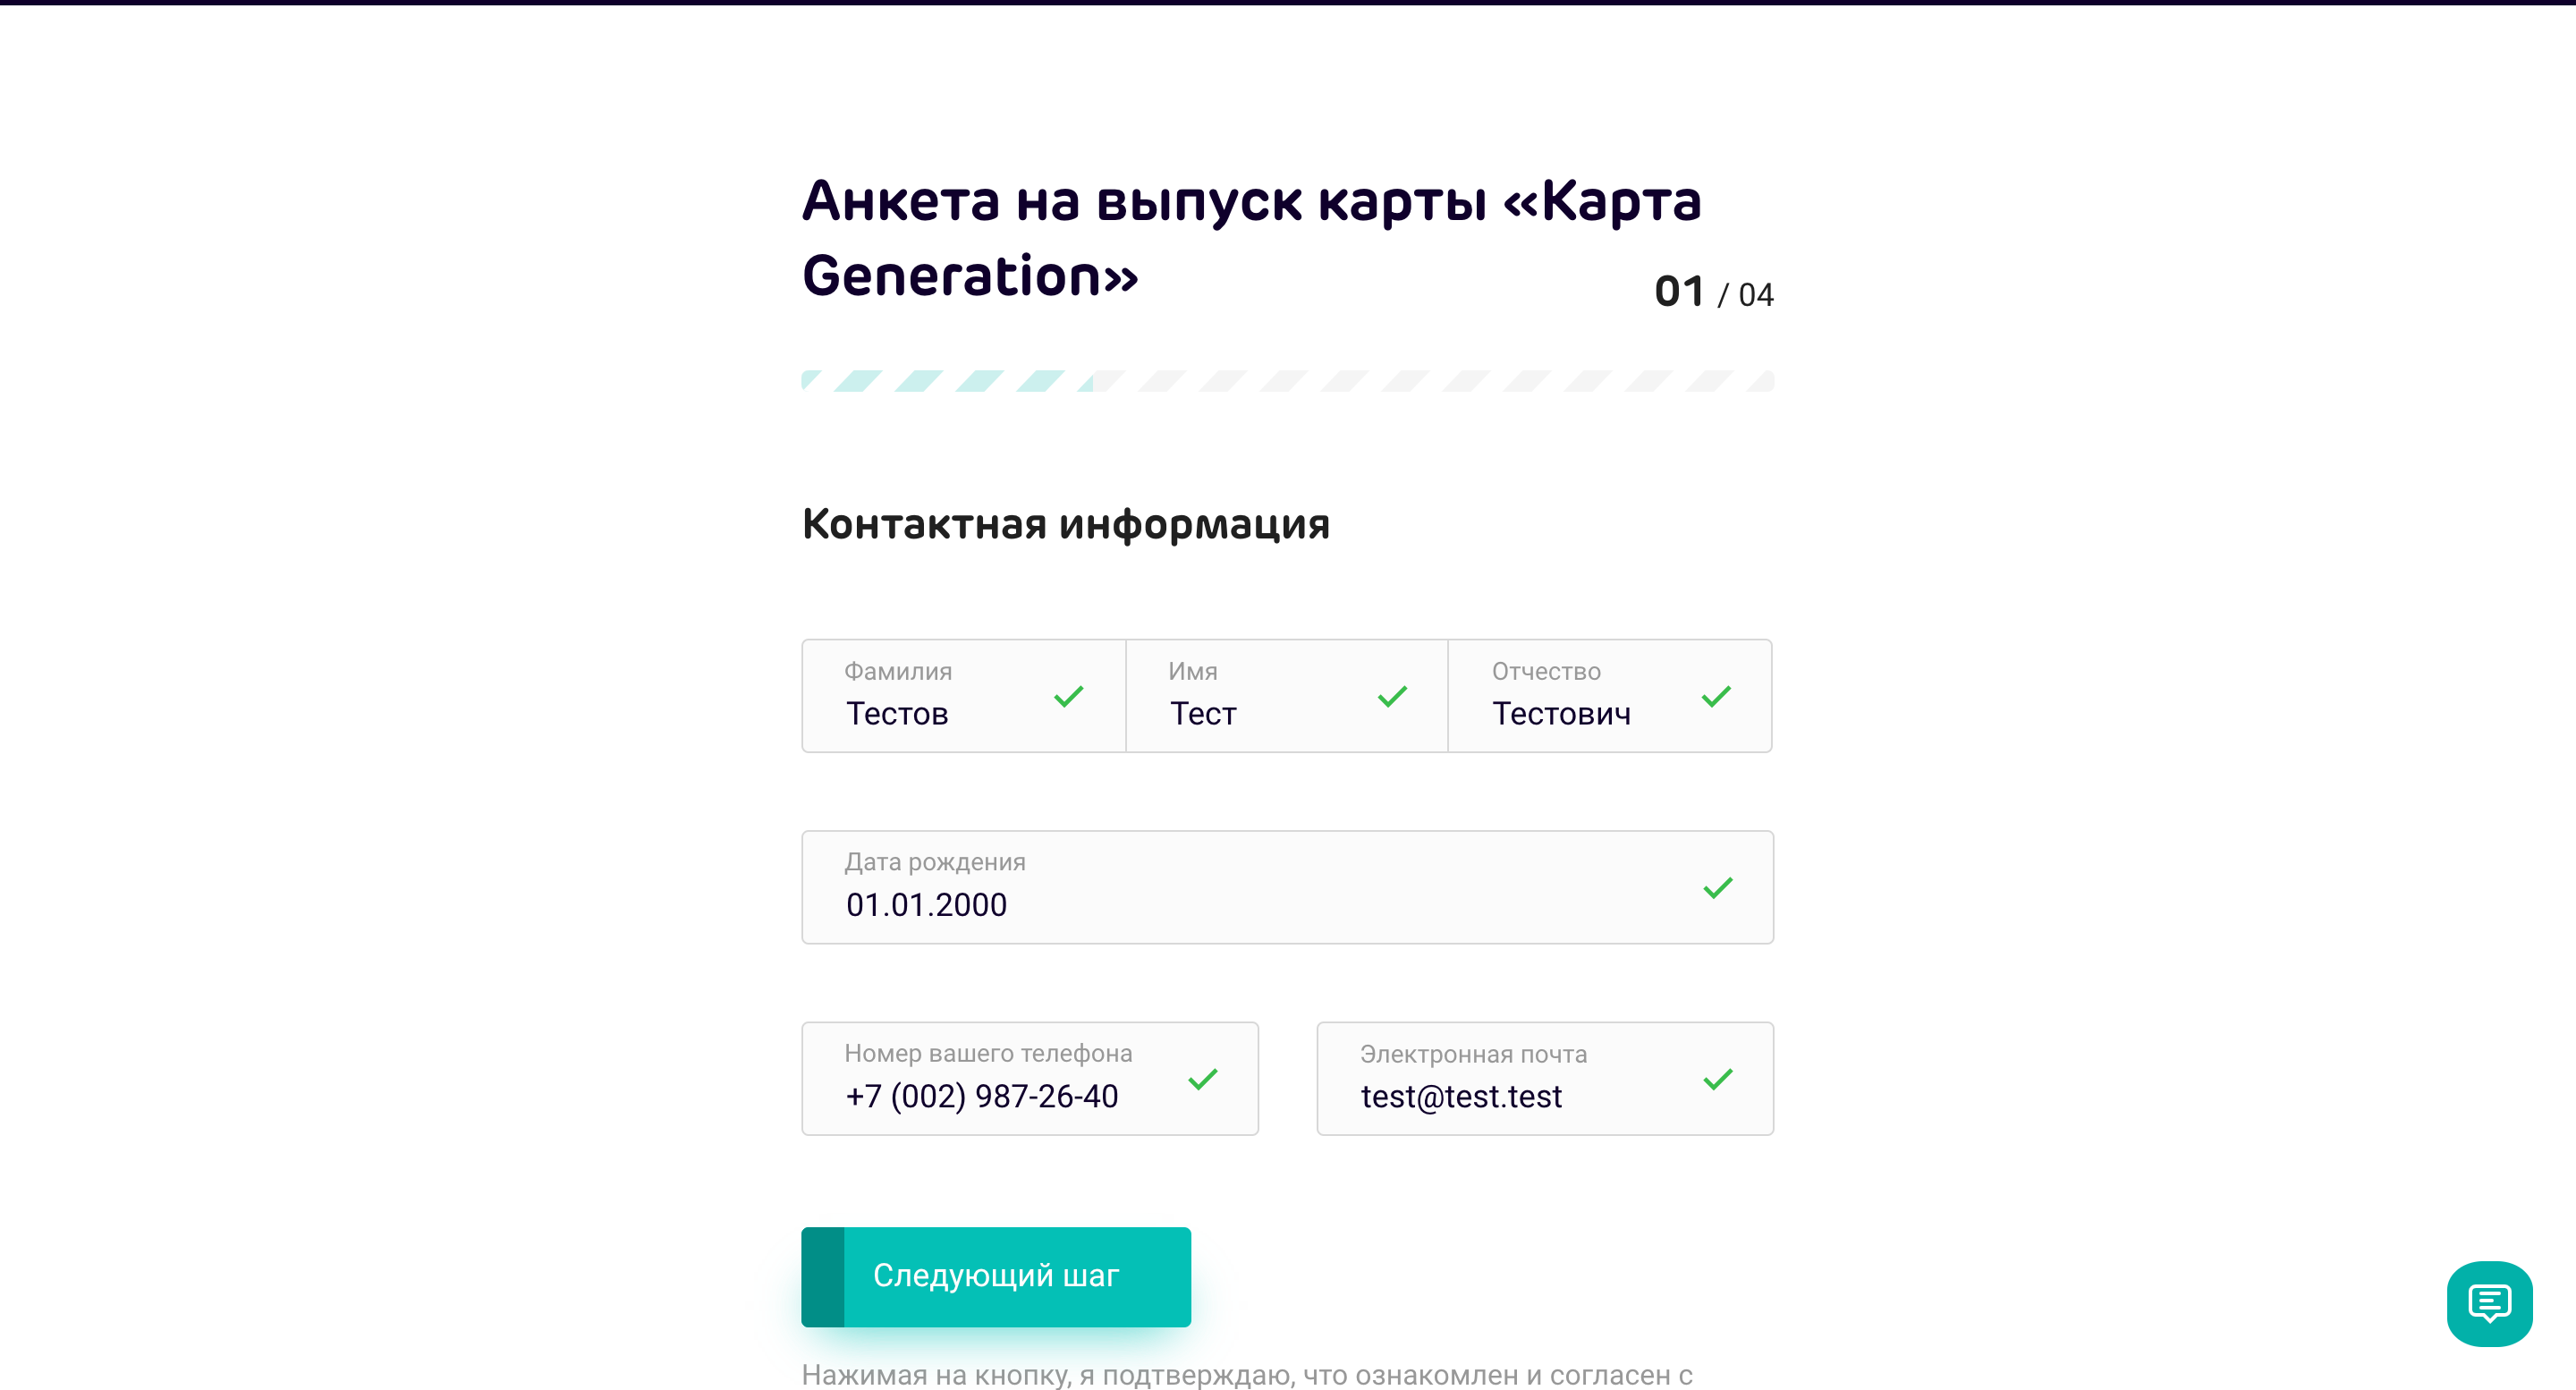 Анкета на выпуск карты «Карта
Generation»
01 / 04
Контактная информация
Фамилия
Тестов
Имя
Тест
Отчество
Тестович
Дата рождения
01.01.2000
Номер вашего телефона
+7 (002) 987-26-40
Электронная почта
test@test.test
Следующий шаг
Нажимая на кнопку, я подтверждаю, что ознакомлен и согласен с